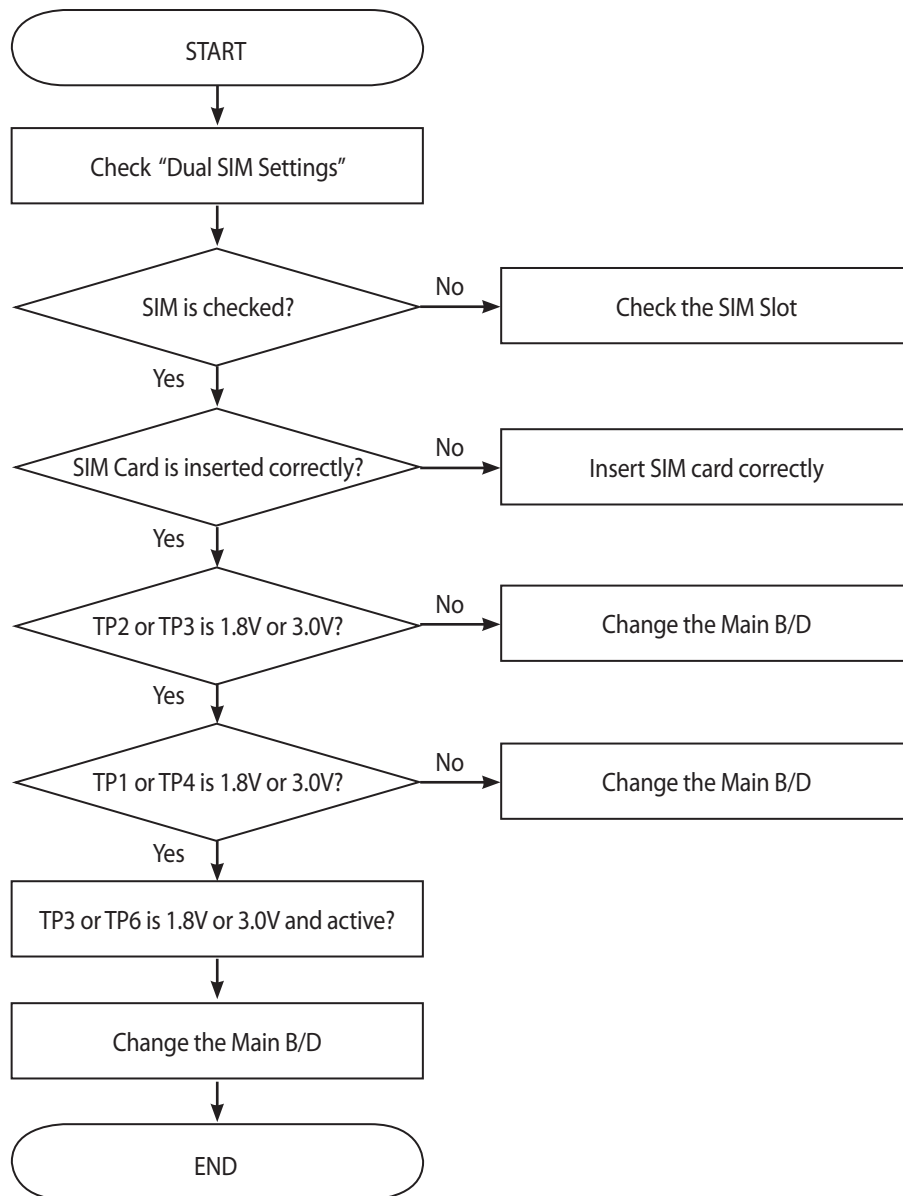 START
Check “Dual SIM Settings”
SIM is checked?
No
Check the SIM Slot
Yes
SIM Card is inserted correctly?
No
Insert SIM card correctly
Yes
TP2 or TP3 is 1.8V or 3.0V?
No
Change the Main B/D
Yes
TP1 or TP4 is 1.8V or 3.0V?
No
Change the Main B/D
Yes
TP3 or TP6 is 1.8V or 3.0V and active?
Change the Main B/D
END